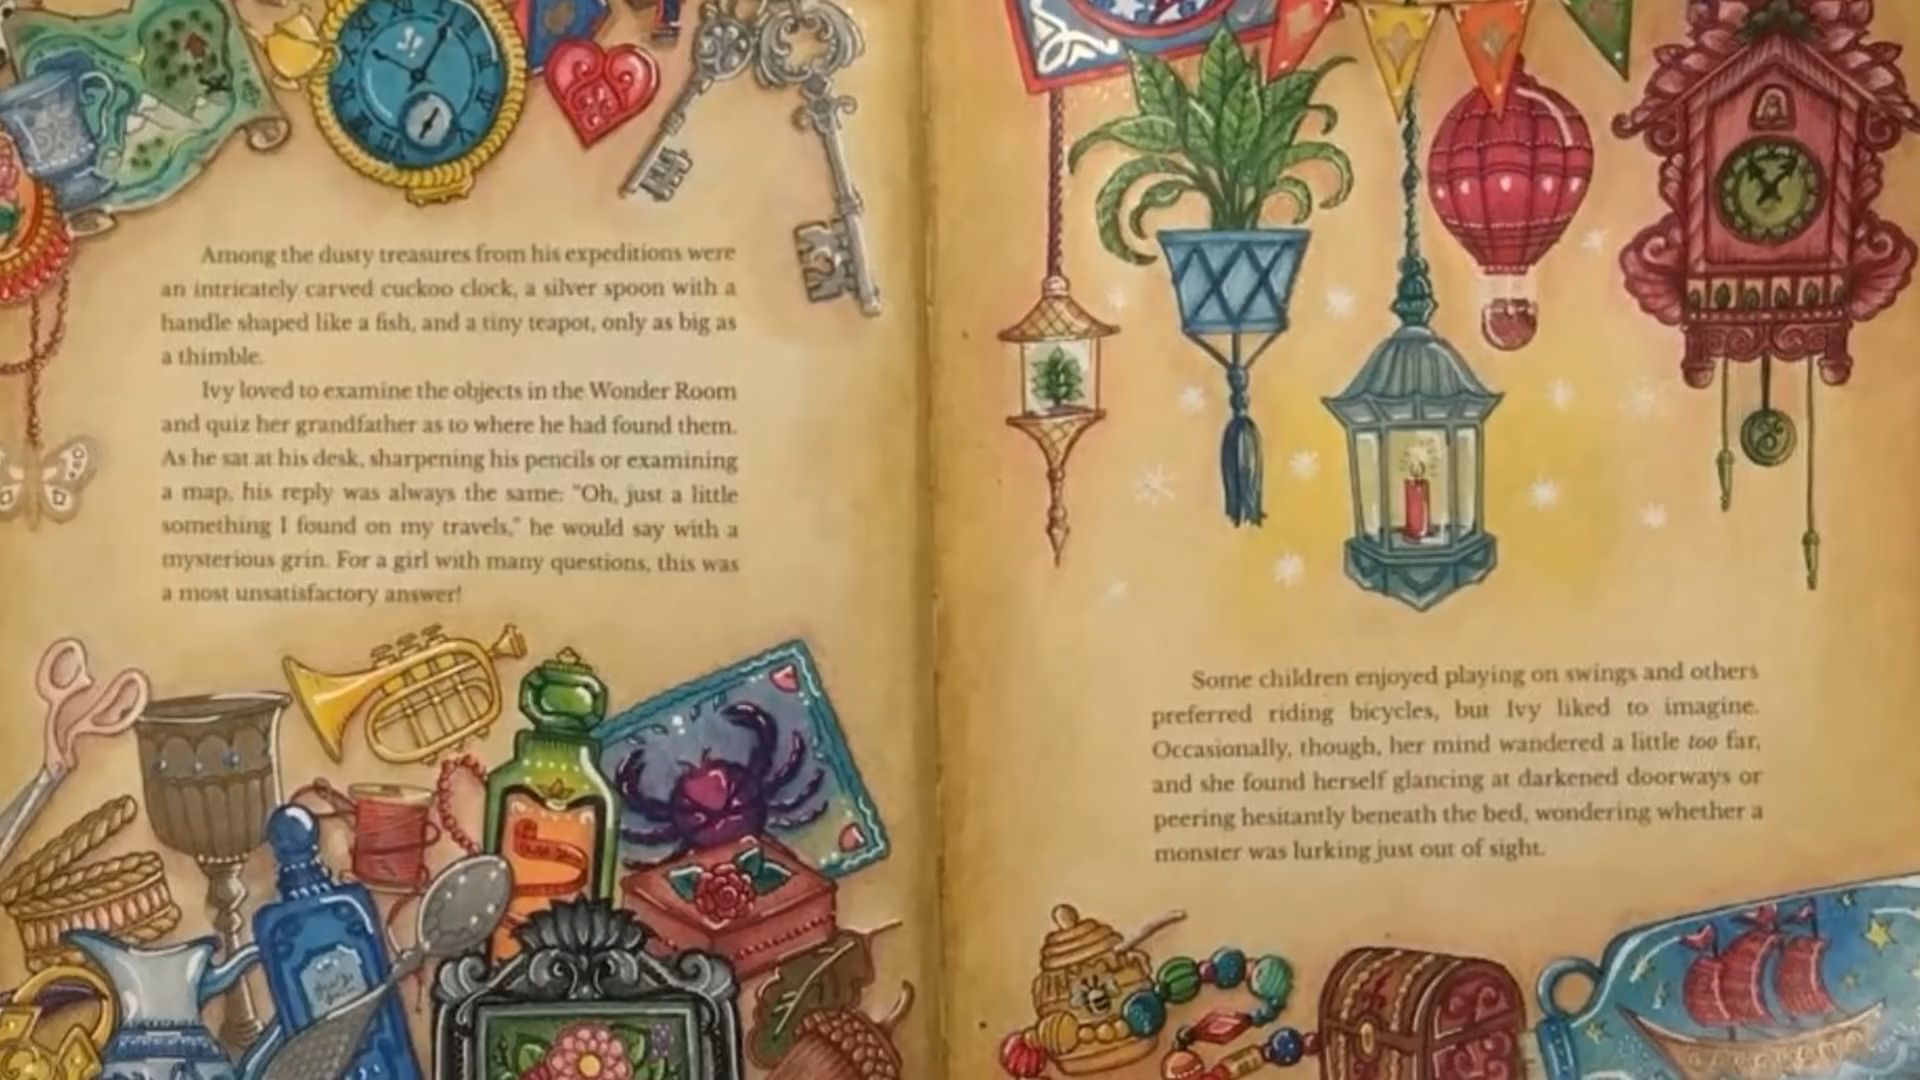 Among the dusty treasures from his expeditions were
an intricately carved cuckoo clock, a silver spoon with a
handle shaped like a fish, and a tiny teapot, only as big as
a thimble.
Ivy loved to examine the objects in the Wonder Room
and quiz her grandfather as to where he had found them.
As he sat at his desk, sharpening his pencils or examining
a map, his reply was always the same: “Oh, just a little
something I found on my travels,” he would say with a
mysterious grin. For a girl with many questions, this was
a most unsatisfactory answer!
Some children enjoyed playing on swings and others
preferred riding bicycles, but Ivy liked to imagine.
Occasionally, though, her mind wandered a little too far,
and she found herself glancing at darkened doorways or
peering hesitantly beneath the bed, wondering whether a
monster was lurking just out of sight.